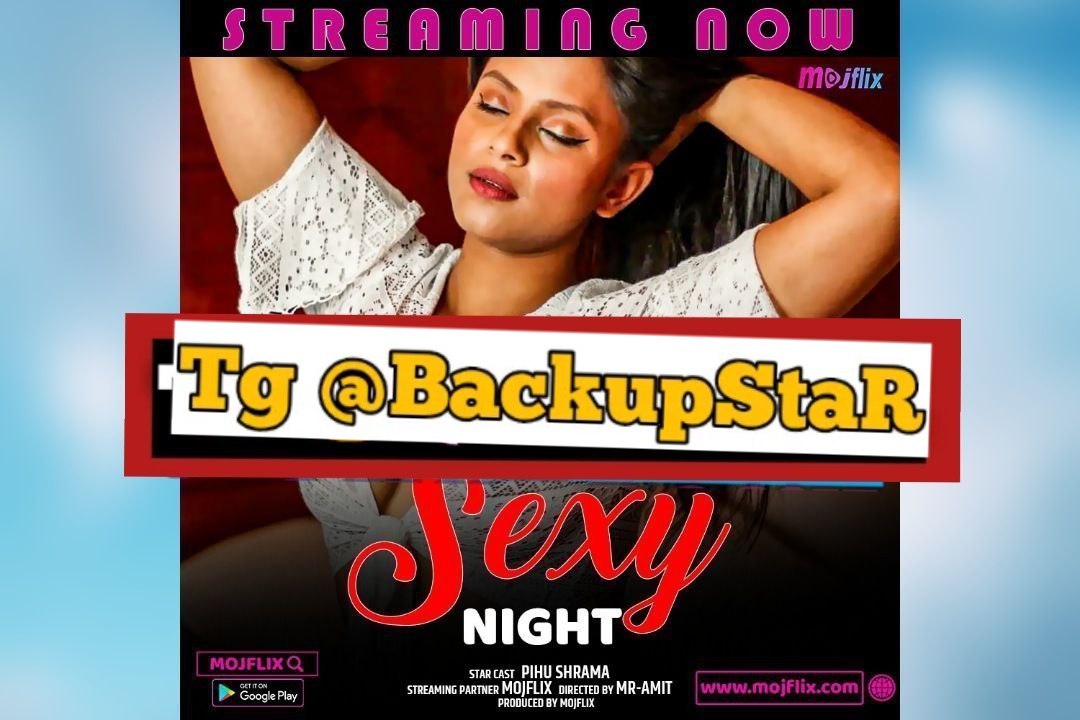 STREAMING NOW
mojflix
Tg @BackupStaR
Sexy
NIGHT
MOJFLIX
GET IT ON
Google Play
STAR CAST PIHU SHRAMA
STREAMING PARTNER MOJFLIX DIRECTED BY MR-AMIT
PRODUCED BY MOJFLIX
www.mojflix.com